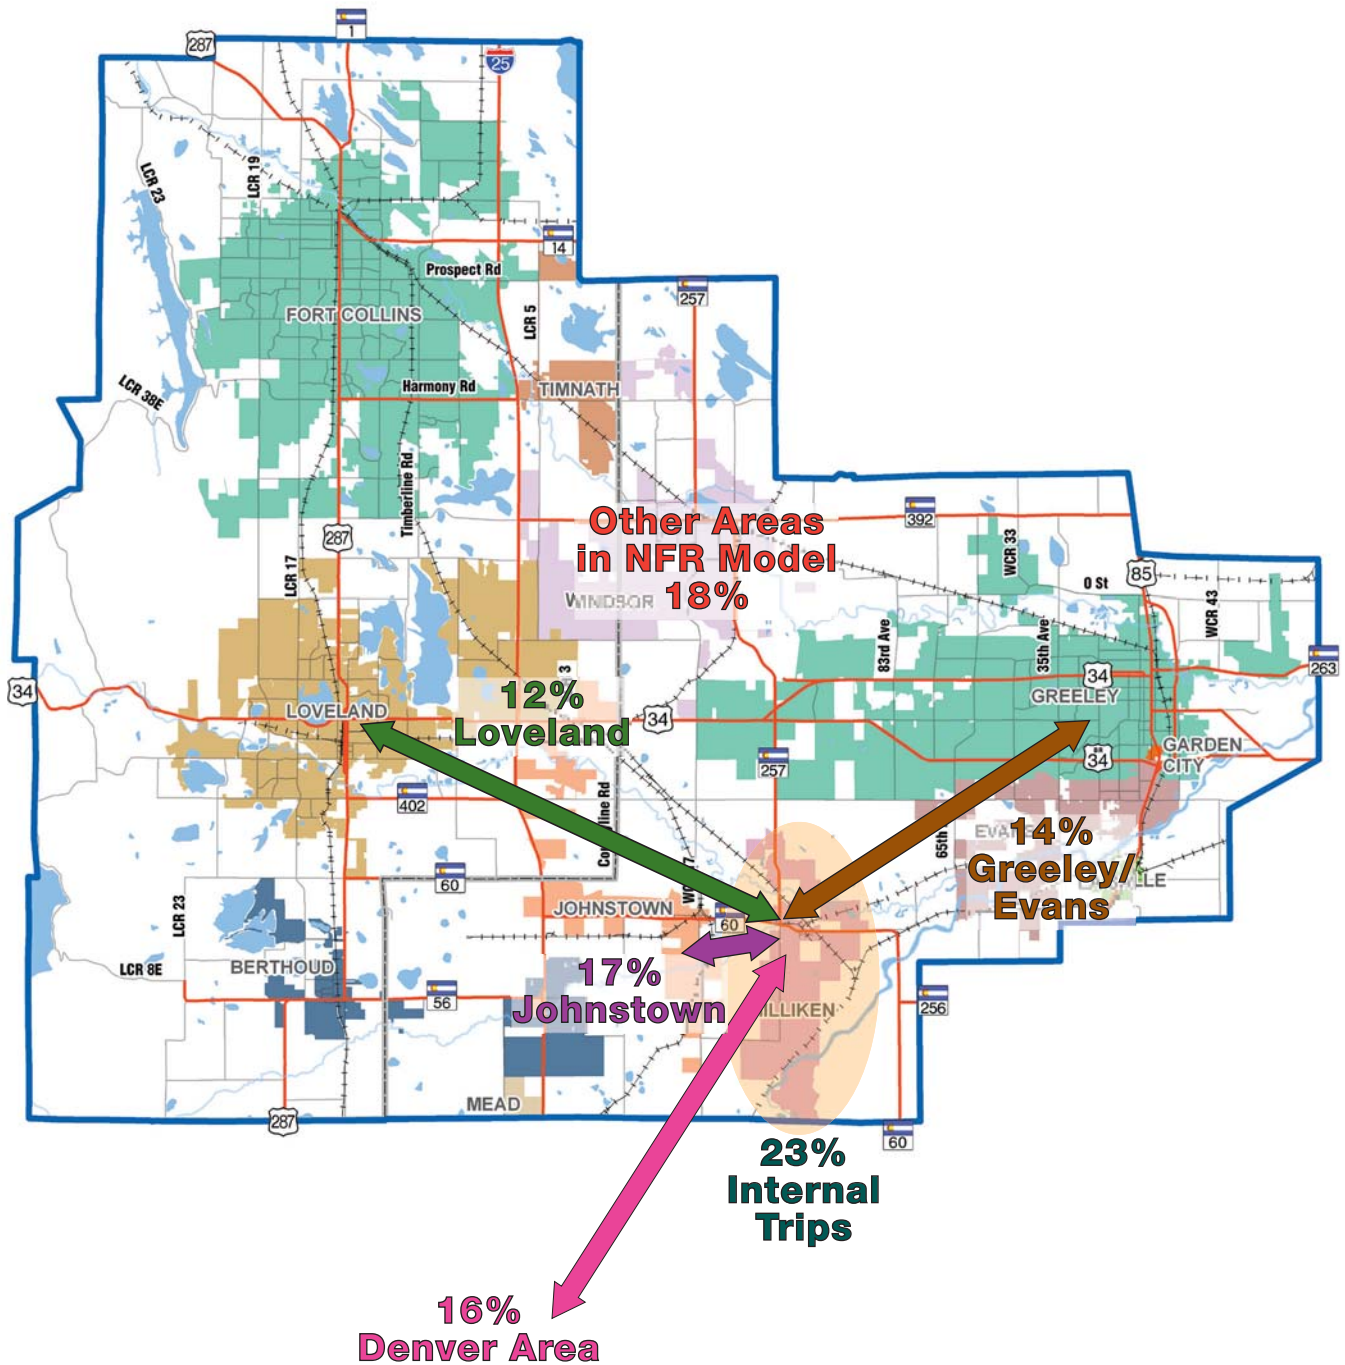 287
1
25
LCR 23
LCR 19
14
Prospect Rd
257
FORT COLLINS
LCR 5
LCR 38E
Harmony Rd
TIMNATH
Timberline Rd
392
Other Areas
in NFR Model
18%
287
LCR 17
WCR 33
85
O St
WINDSOR
WCR 43
83rd Ave
35th Ave
263
34
34
3
12%
Loveland
GREELEY
LOVELAND
34
GARDEN
CITY
257
34
402
65th
EVANS
14%
Greeley/
Evans
60
LCR 23
JOHNSTOWN
60
BERTHOUD
LCR 8E
17%
Johnstown
56
256
MILLIKEN
MEAD
287
60
23%
Internal
Trips
16%
Denver Area